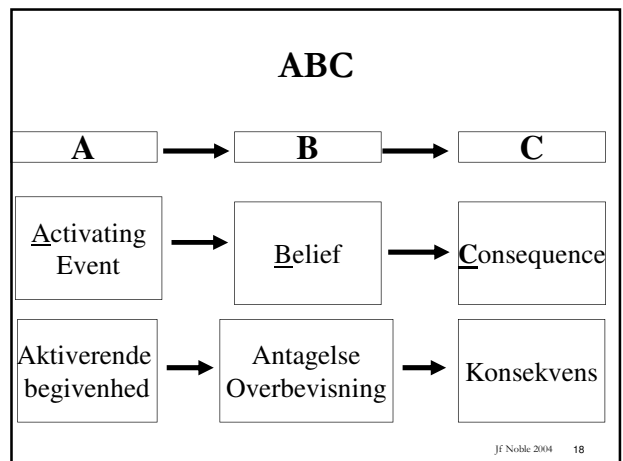 ABC
A B C
Activating
Event
Belief
Consequence
Aktiverende
begivenhed
Antagelse
Overbevisning
Konsekvens
Jf Noble 2004 18